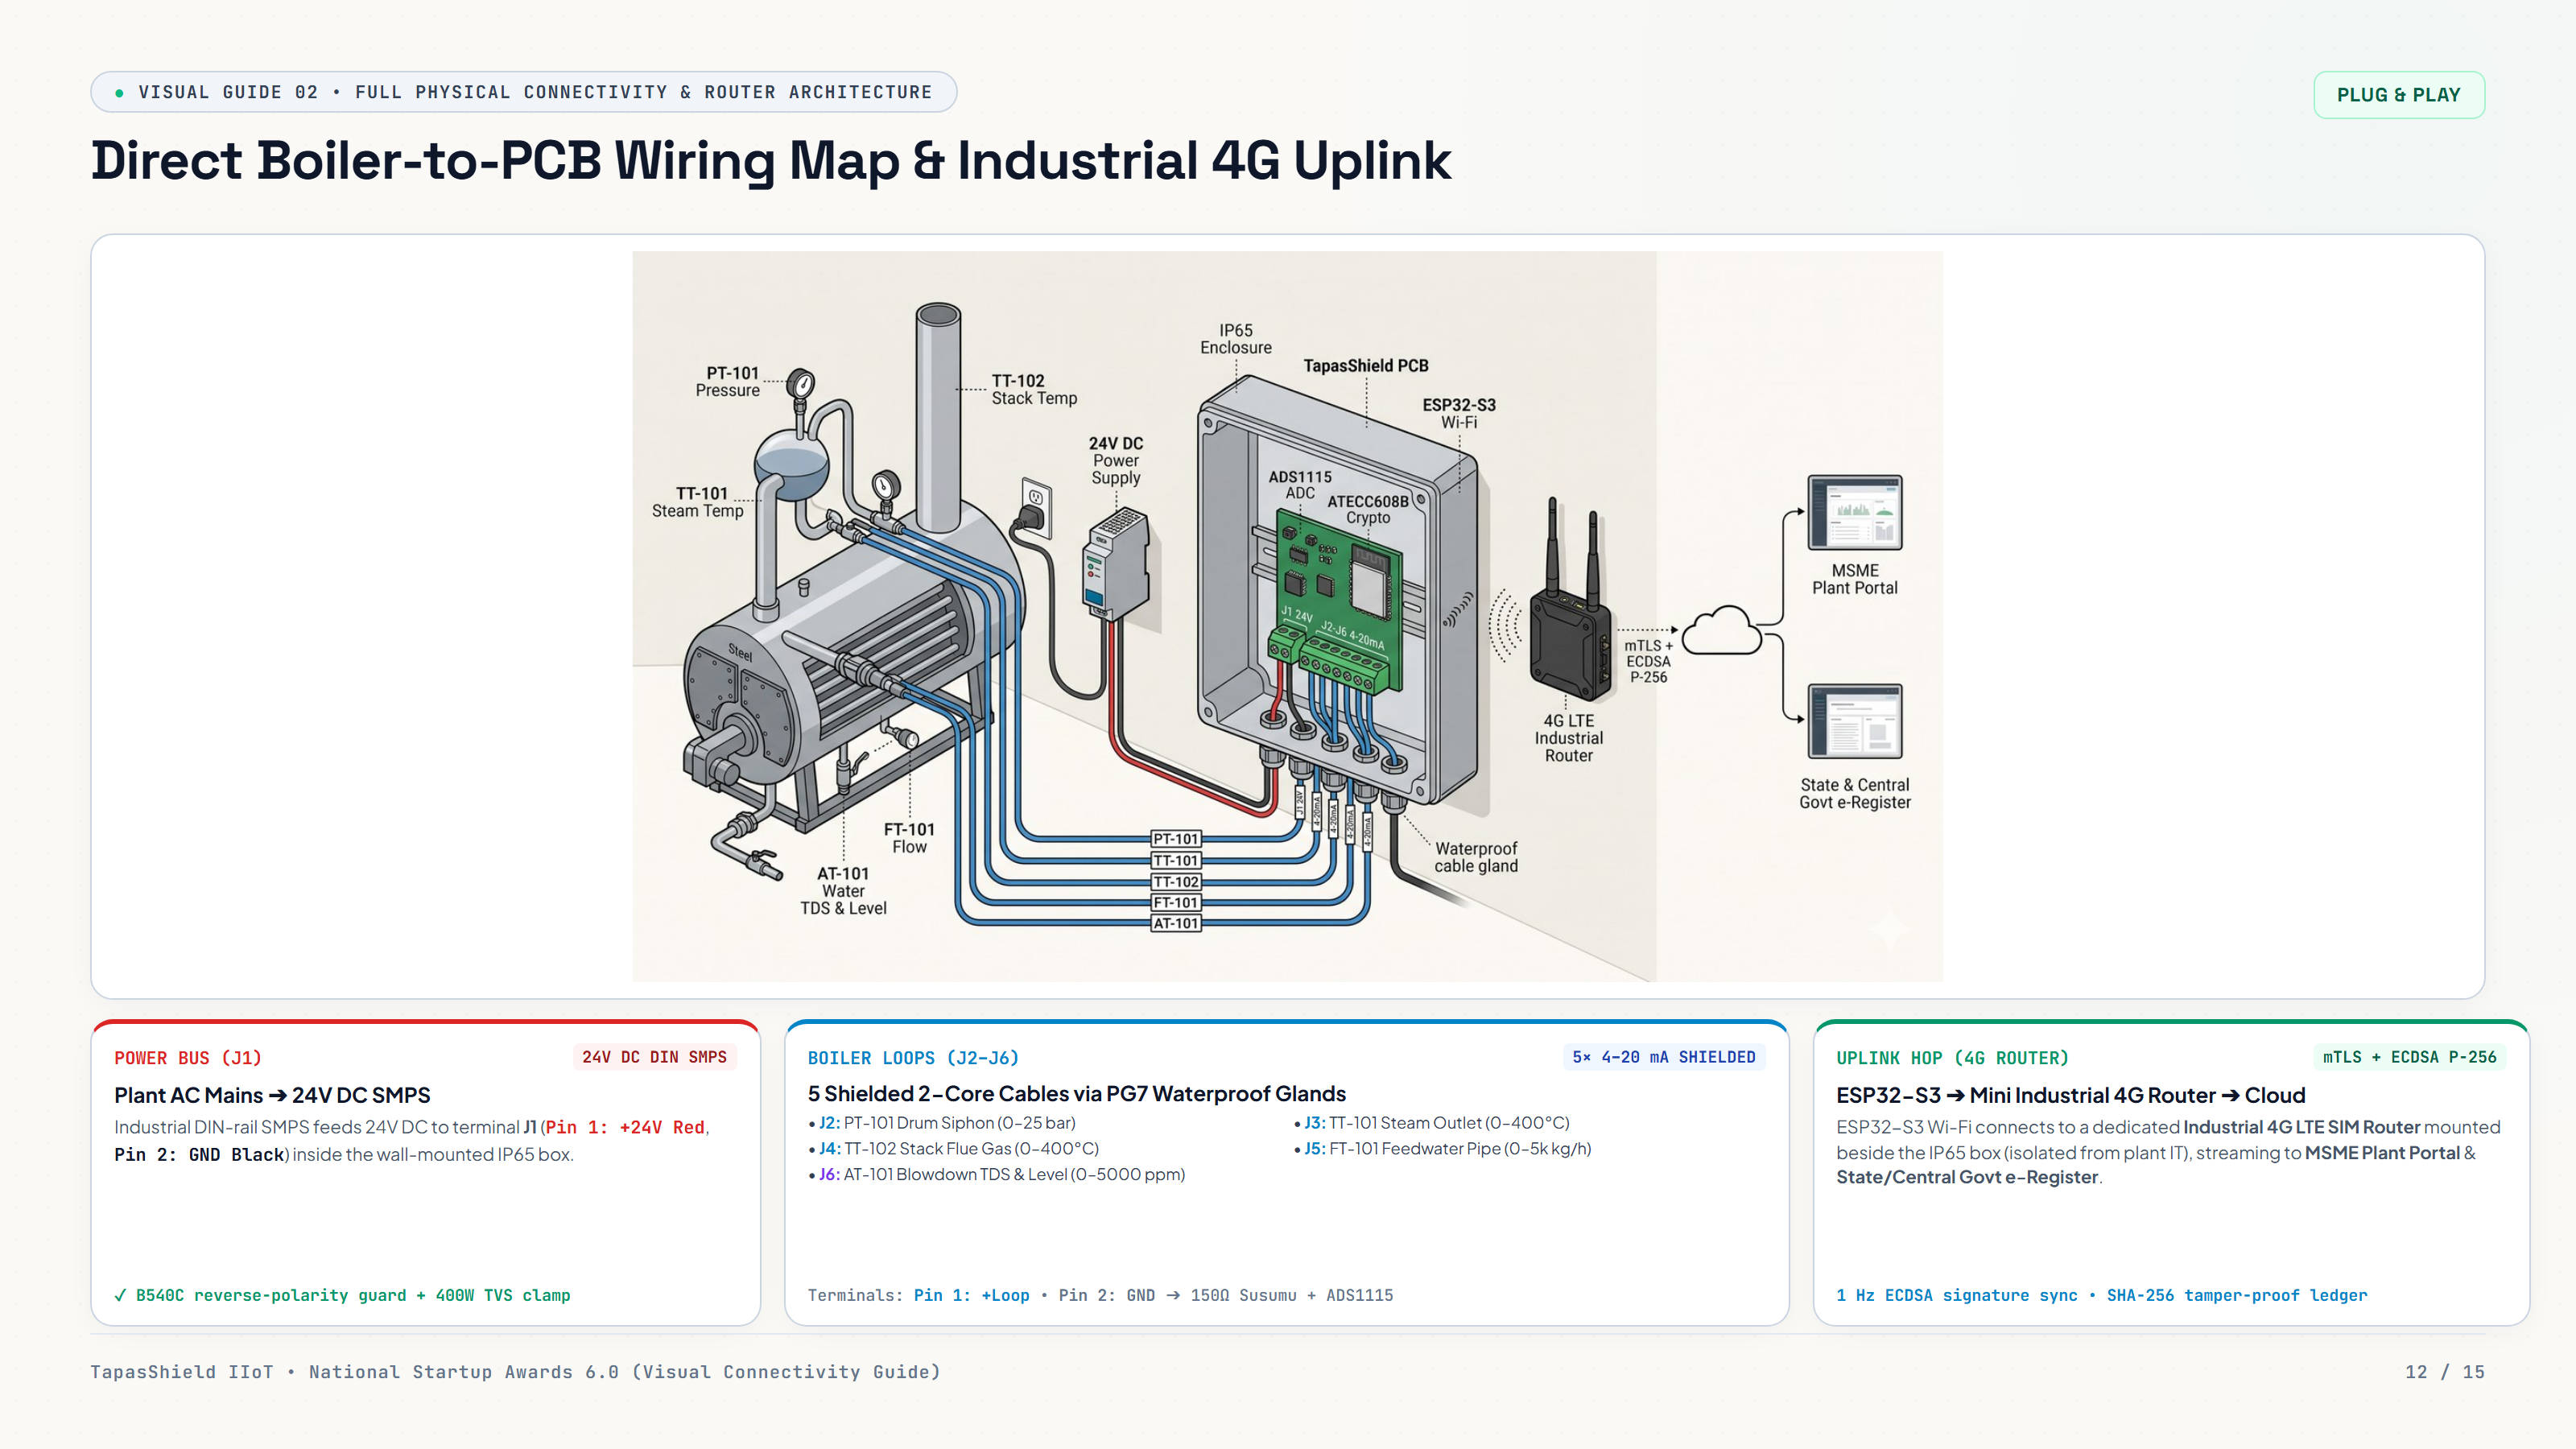 • VISUAL GUIDE 02 • FULL PHYSICAL CONNECTIVITY & ROUTER ARCHITECTURE
PLUG & PLAY
Direct Boiler-to-PCB Wiring Map & Industrial 4G Uplink
PT-101
Pressure
TT-102
Stack Temp
TT-101
Steam Temp
24V DC
Power
Supply
IP65
Enclosure
TapasShield PCB
ESP32-S3
Wi-Fi
ADS1115
ADC
ATECC608B
Crypto
J1 24V
J2-J6 4-20mA
Steel
FT-101
Flow
AT-101
Water
TDS & Level
PT-101
TT-101
TT-102
FT-101
AT-101
J1 24V
4-20mA
4-20mA
4-20mA
4-20mA
Waterproof
cable gland
4G LTE
Industrial
Router
mTLS +
ECDSA
P-256
MSME
Plant Portal
State & Central
Govt e-Register
POWER BUS (J1)
24V DC DIN SMPS
Plant AC Mains ➔ 24V DC SMPS
Industrial DIN-rail SMPS feeds 24V DC to terminal J1 (Pin 1: +24V Red,
Pin 2: GND Black) inside the wall-mounted IP65 box.
✓ B540C reverse-polarity guard + 400W TVS clamp
BOILER LOOPS (J2-J6)
5× 4-20 mA SHIELDED
5 Shielded 2-Core Cables via PG7 Waterproof Glands
• J2: PT-101 Drum Siphon (0-25 bar)
• J3: TT-101 Steam Outlet (0-400°C)
• J4: TT-102 Stack Flue Gas (0-400°C)
• J5: FT-101 Feedwater Pipe (0-5k kg/h)
• J6: AT-101 Blowdown TDS & Level (0-5000 ppm)
Terminals: Pin 1: +Loop • Pin 2: GND ➔ 150Ω Susumu + ADS1115
UPLINK HOP (4G ROUTER)
mTLS + ECDSA P-256
ESP32-S3 ➔ Mini Industrial 4G Router ➔ Cloud
ESP32-S3 Wi-Fi connects to a dedicated Industrial 4G LTE SIM Router mounted
beside the IP65 box (isolated from plant IT), streaming to MSME Plant Portal &
State/Central Govt e-Register.
1 Hz ECDSA signature sync • SHA-256 tamper-proof ledger
TapasShield IIoT • National Startup Awards 6.0 (Visual Connectivity Guide)
12 / 15